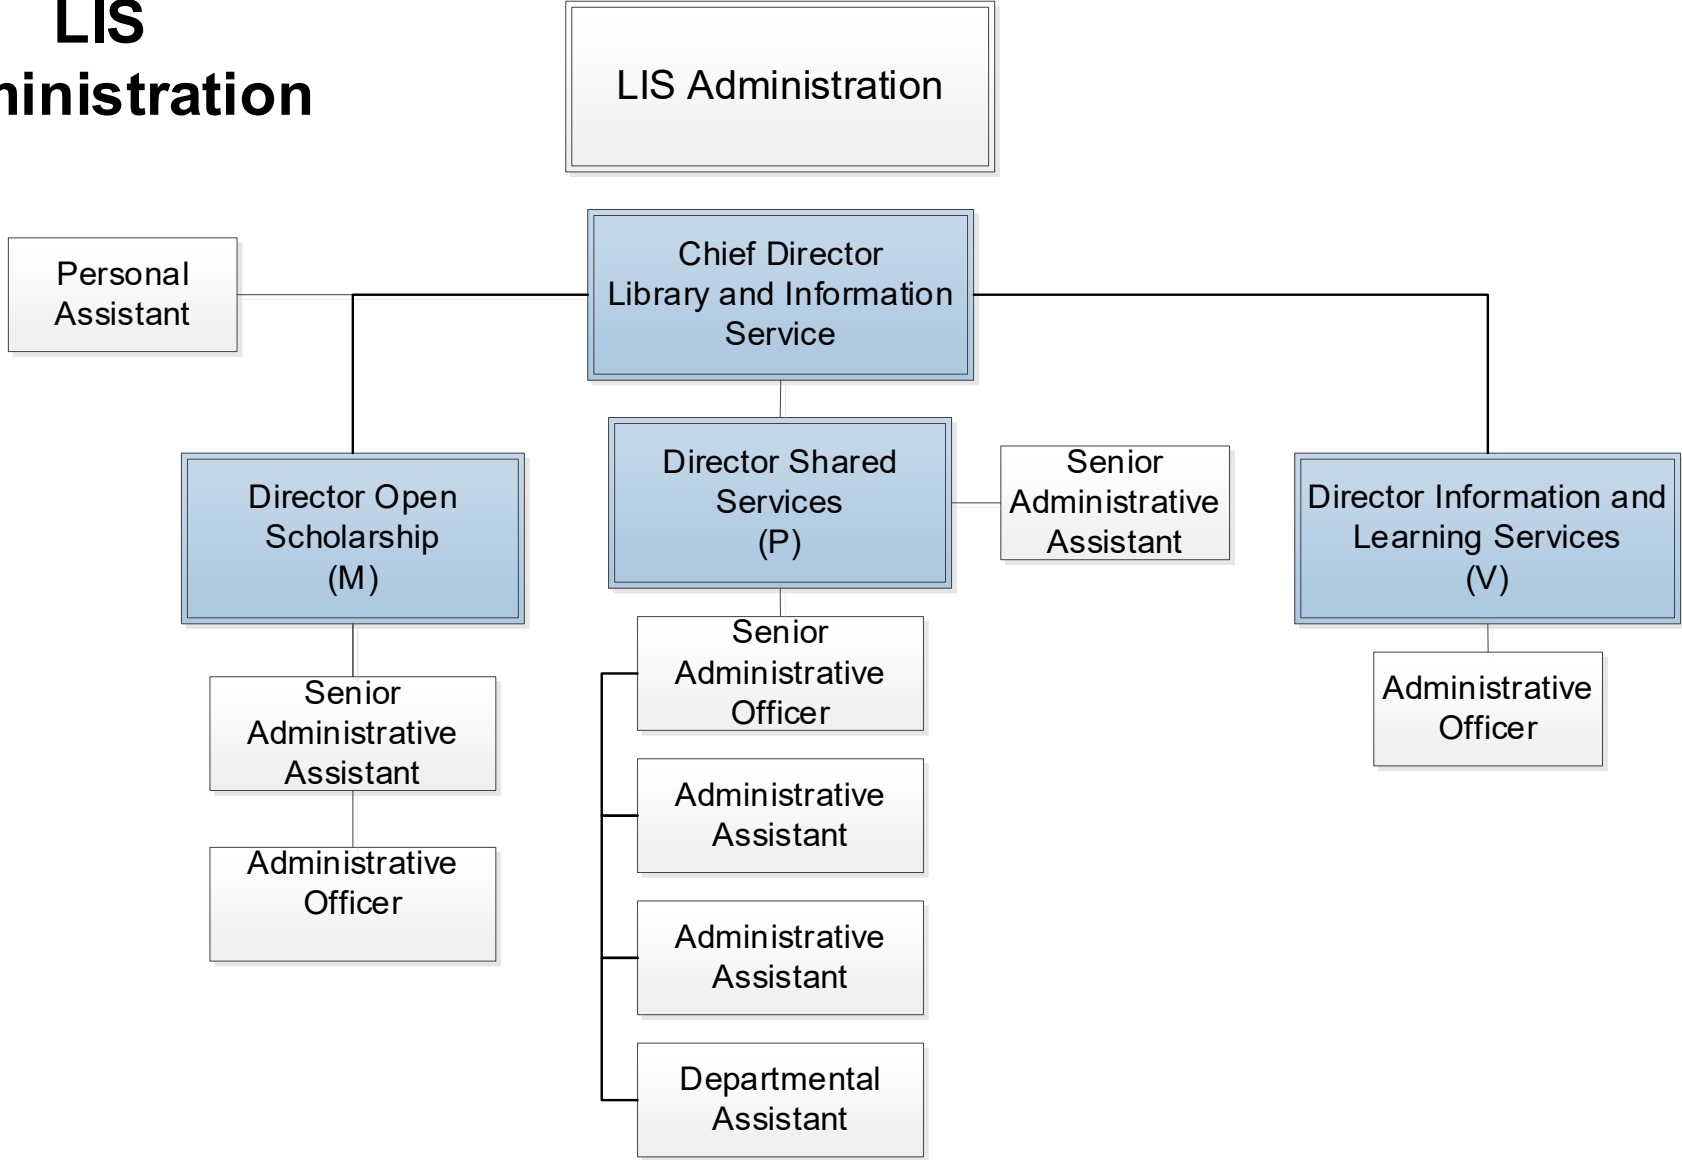 LIS
ministration
LIS Administration
Personal
Assistant
Chief Director
Library and Information
Service
Director Open
Scholarship
(M)
Director Shared
Services
(P)
Senior
Administrative
Assistant
Director Information and
Learning Services
(V)
Senior
Administrative
Assistant
Administrative
Officer
Senior
Administrative
Officer
Administrative
Assistant
Administrative
Assistant
Departmental
Assistant
Administrative
Officer